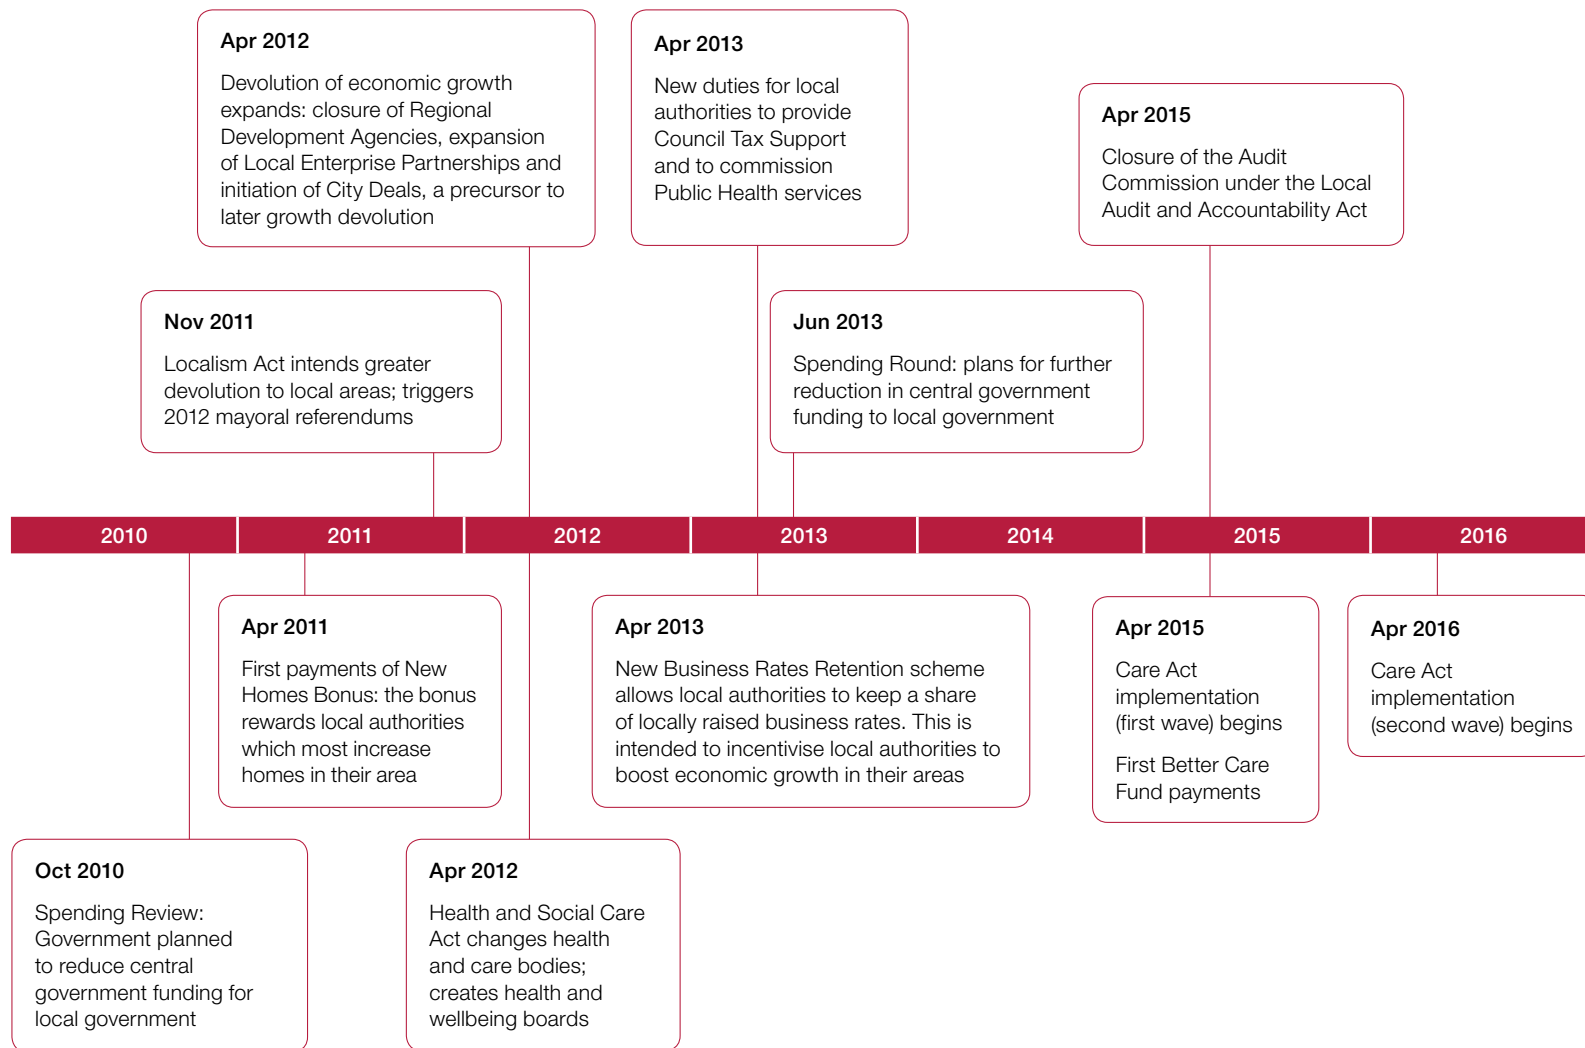 Apr 2012
Devolution of economic growth
expands: closure of Regional
Development Agencies, expansion
of Local Enterprise Partnerships and
initiation of City Deals, a precursor to
later growth devolution
Apr 2013
New duties for local
authorities to provide
Council Tax Support
and to commission
Public Health services
Apr 2015
Closure of the Audit
Commission under the Local
Audit and Accountability Act
Nov 2011
Localism Act intends greater
devolution to local areas; triggers
2012 mayoral referendums
Jun 2013
Spending Round: plans for further
reduction in central government
funding to local government
2010 2011 2012 2013 2014 2015 2016
Apr 2011
First payments of New
Homes Bonus: the bonus
rewards local authorities
which most increase
homes in their area
Apr 2013
New Business Rates Retention scheme
allows local authorities to keep a share
of locally raised business rates. This is
intended to incentivise local authorities to
boost economic growth in their areas
Apr 2015
Care Act
implementation
(first wave) begins
First Better Care
Fund payments
Apr 2016
Care Act
implementation
(second wave) begins
Oct 2010
Spending Review:
Government planned
to reduce central
government funding for
local government
Apr 2012
Health and Social Care
Act changes health
and care bodies;
creates health and
wellbeing boards